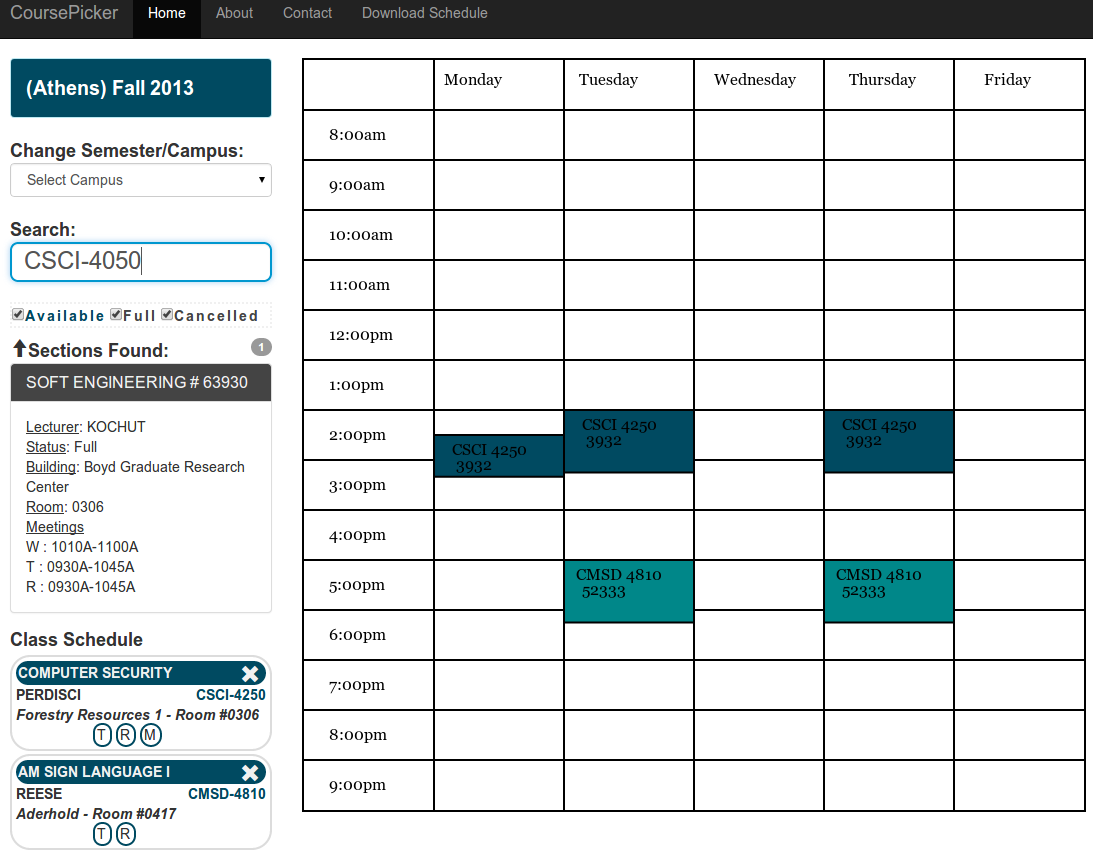 CoursePicker Home About Contact Download Schedule
(Athens) Fall 2013
Change Semester/Campus:
Select Campus
Search:
CSCI-4050
Available Full Cancelled
Sections Found: 1
SOFT ENGINEERING # 63930
Lecturer: KOCHUT
Status: Full
Building: Boyd Graduate Research
Center
Room: 0306
Meetings
W : 1010A-1100A
T : 0930A-1045A
R : 0930A-1045A
Class Schedule
COMPUTER SECURITY
PERDISCI CSCI-4250
Forestry Resources 1 - Room #0306
T R M
AM SIGN LANGUAGE I
REESE CMSD-4810
Aderhold - Room #0417
T R
Monday Tuesday Wednesday Thursday Friday
8:00am
9:00am
10:00am
11:00am
12:00pm
1:00pm
2:00pm
CSCI 4250
3932
CSCI 4250
3932
CSCI 4250
3932
3:00pm
4:00pm
5:00pm
CMSD 4810
52333
CMSD 4810
52333
6:00pm
7:00pm
8:00pm
9:00pm